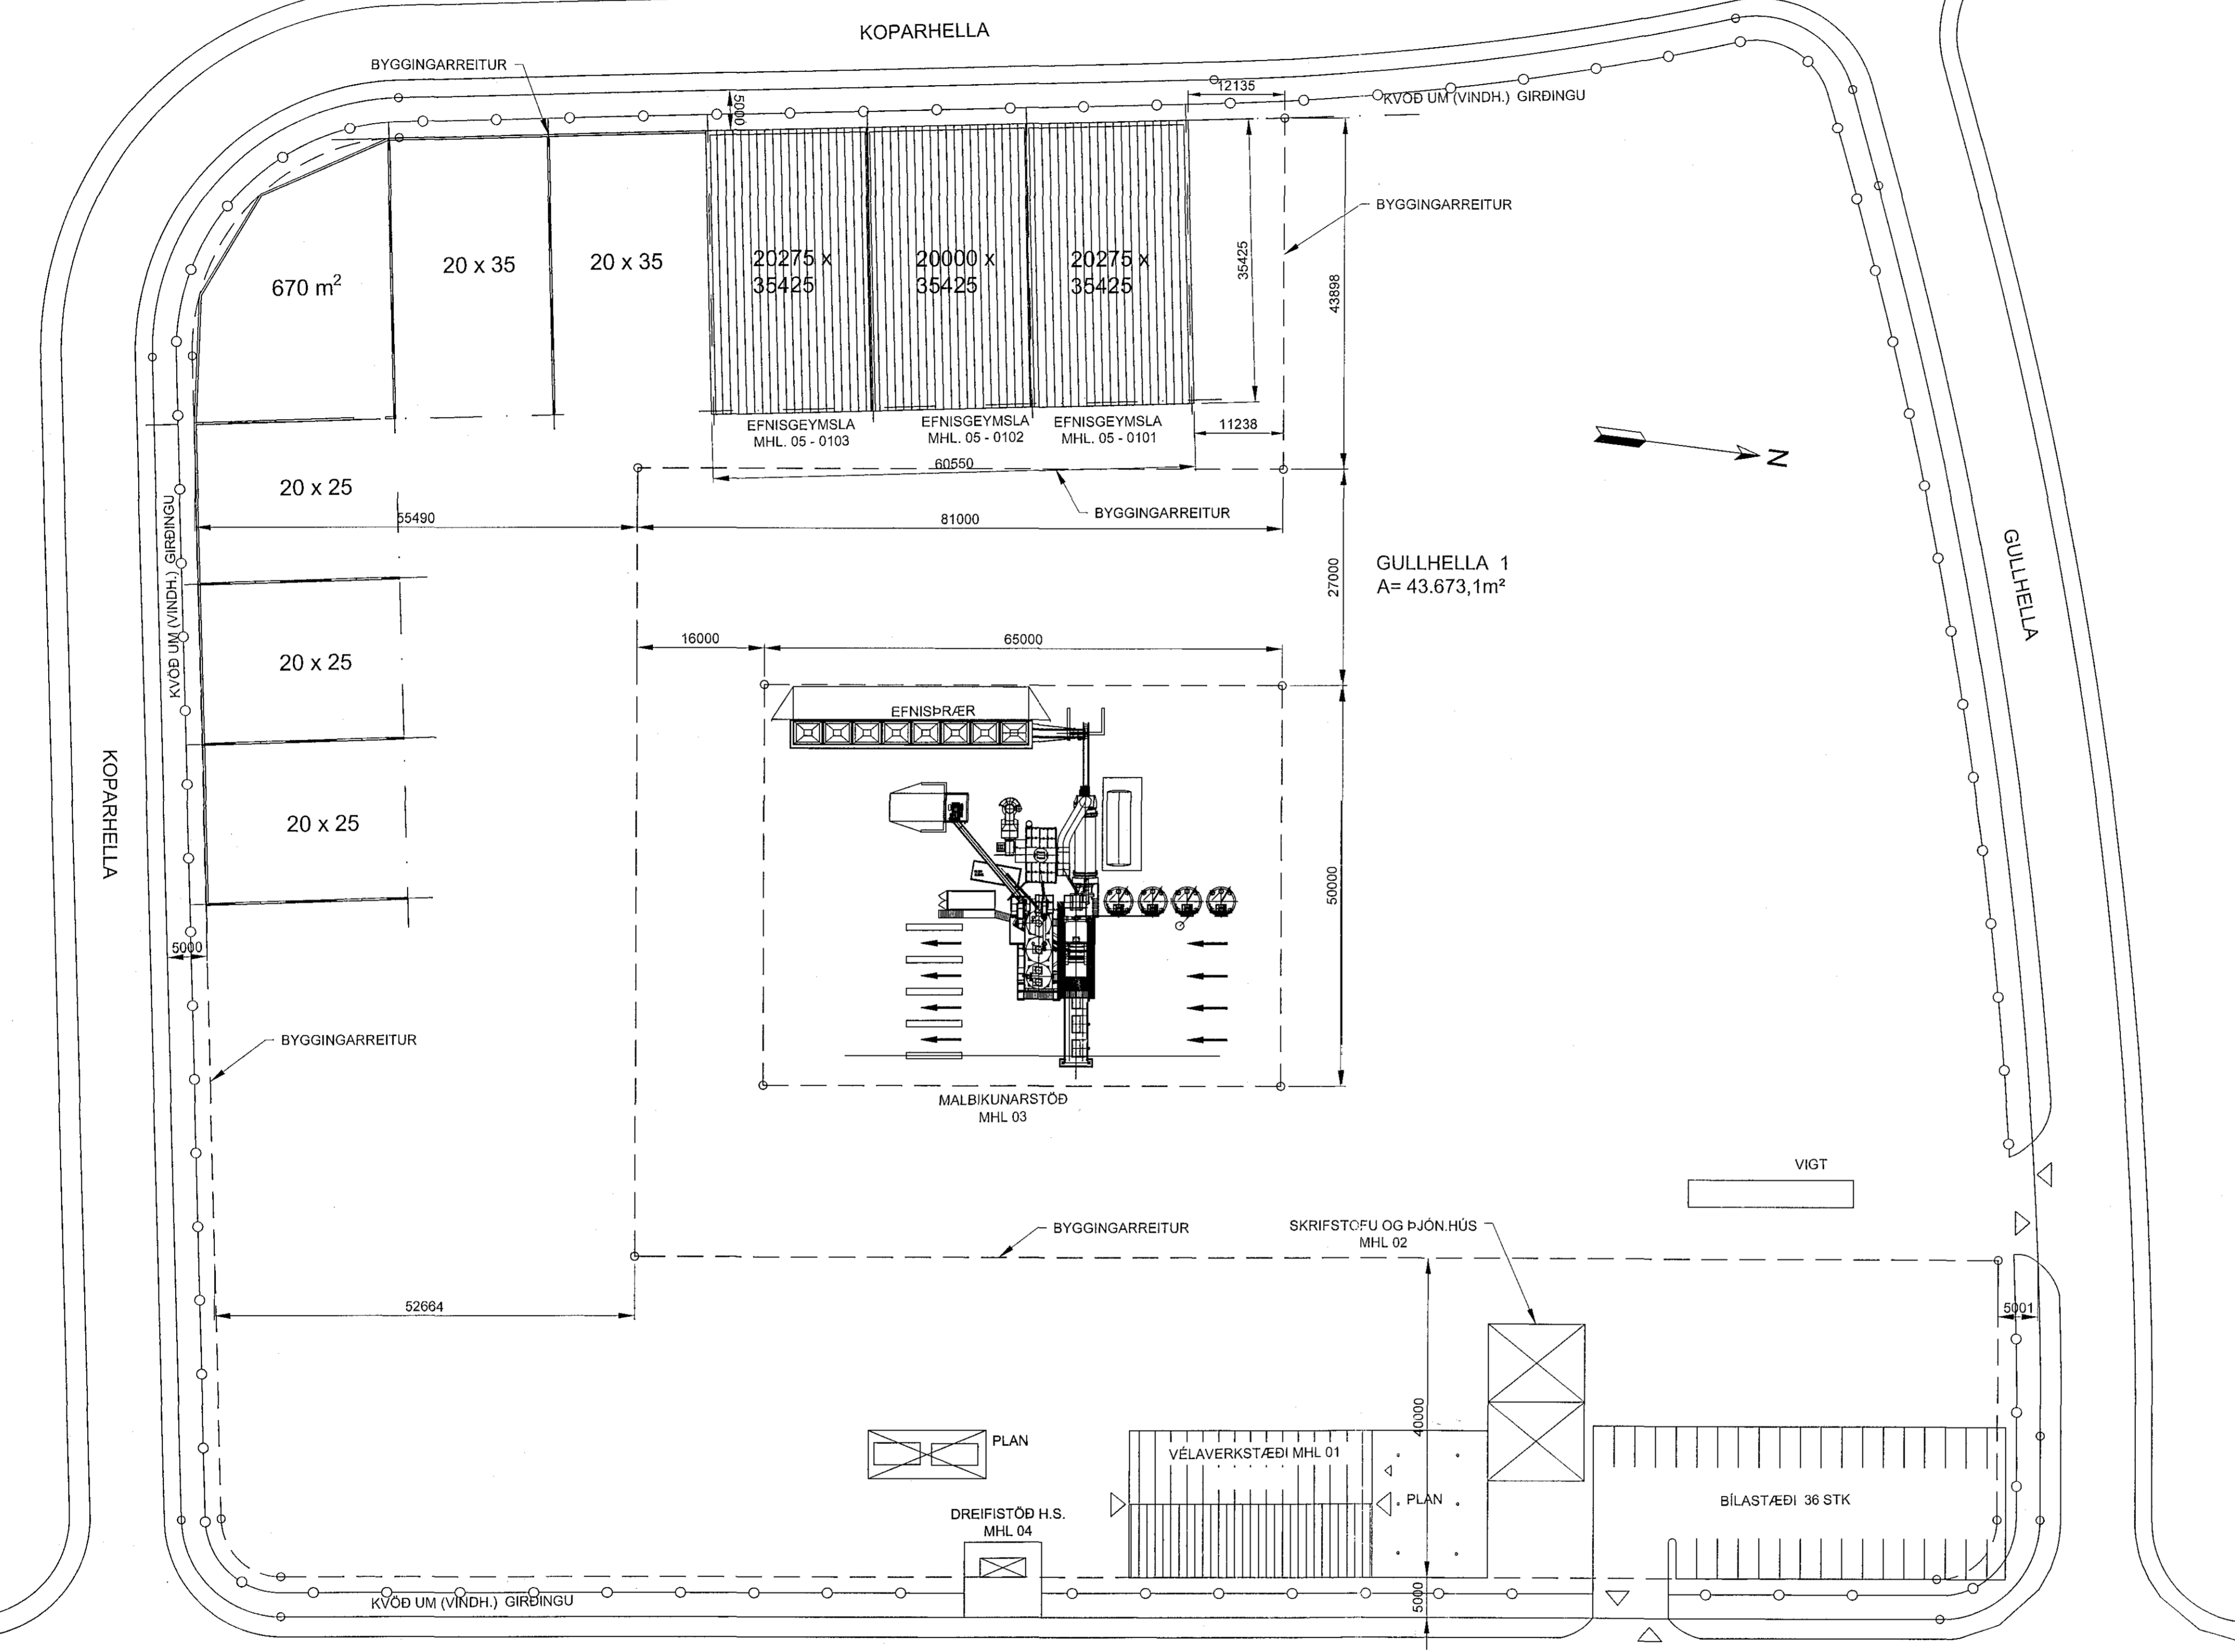 KOPARHELLA
BYGGINGARREITUR
5000
12135
KVÖÐ UM (VINDH.) GIRÐINGU
BYGGINGARREITUR
670 m²
20 x 35
20 x 35
20275 x
35425
20000 x
35425
20275 x
35425
35425
43898
EFNISGEYMSLA
MHL. 05 - 0103
EFNISGEYMSLA
MHL. 05 - 0102
EFNISGEYMSLA
MHL. 05 - 0101
11238
60550
N
20 x 25
55490
81000
BYGGINGARREITUR
KVÖÐ UM (VINDH.) GIRÐINGU
GULLHELLA 1
A= 43.673,1m²
27000
GULLHELLA
20 x 25
16000
65000
EFNISÞRÆR
KOPARHELLA
20 x 25
50000
5000
BYGGINGARREITUR
MALBIKUNARSTÖÐ
MHL 03
VIGT
BYGGINGARREITUR
SKRIFSTOFU OG ÞJÓN.HÚS
MHL 02
52664
5001
40000
PLAN
VÉLAVERKSTÆÐI MHL 01
PLAN
BÍLASTÆÐI 36 STK
DREIFISTÖÐ H.S.
MHL 04
KVÖÐ UM (VINDH.) GIRÐINGU
5000